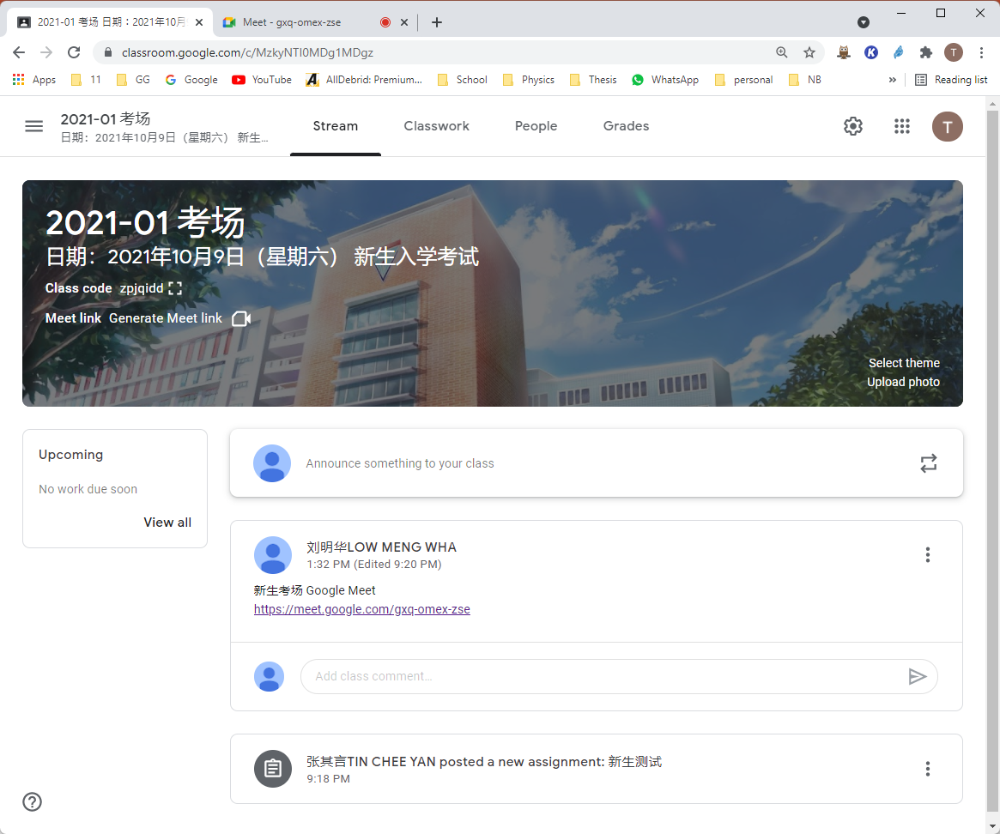 2021-01 考场 日期：2021年10月
Meet - gxq-omex-zse
classroom.google.com/c/MzkyNTI0MDg1MDgz
K
T
Apps
11
GG
Google
YouTube
AllDebrid: Premium...
School
Physics
Thesis
WhatsApp
personal
NB
»
Reading list
2021-01 考场
日期：2021年10月9日（星期六） 新生...
Stream
Classwork
People
Grades
T
2021-01 考场
日期：2021年10月9日（星期六） 新生入学考试
Class code zpjqidd
Meet link Generate Meet link
Select theme
Upload photo
Upcoming
No work due soon
View all
Announce something to your class
刘明华LOW MENG WHA
1:32 PM (Edited 9:20 PM)
新生考场 Google Meet
https://meet.google.com/gxq-omex-zse
Add class comment...
张其言TIN CHEE YAN posted a new assignment: 新生测试
9:18 PM